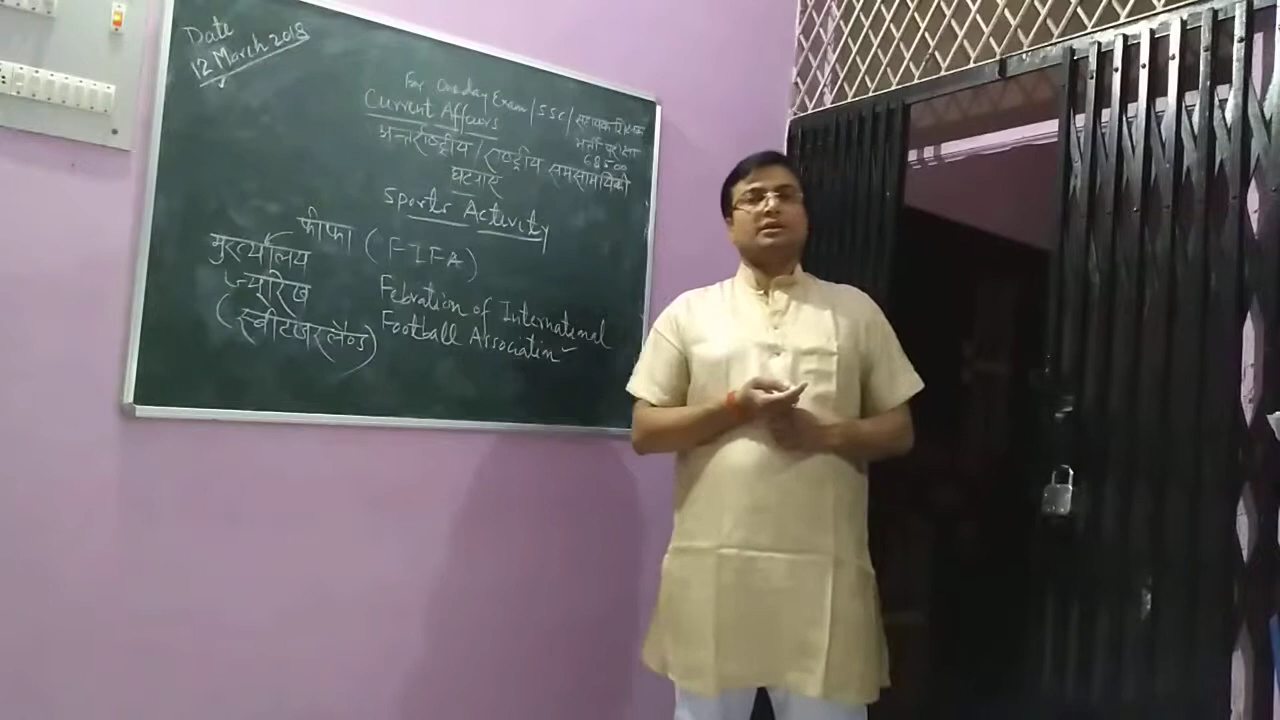 Date
12 March 2018
For One day Exam / SSC / सहायक शिक्षक
भर्ती परीक्षा
68500
Current Affairs
अन्तर्राष्ट्रीय / राष्ट्रीय समसामयिकी
घटनाएं
Sports Activity
फीफा (FIFA)
मुख्यालय
ज्यूरिख
(स्वीटजरलैण्ड)
Febration of International
Football Associatin